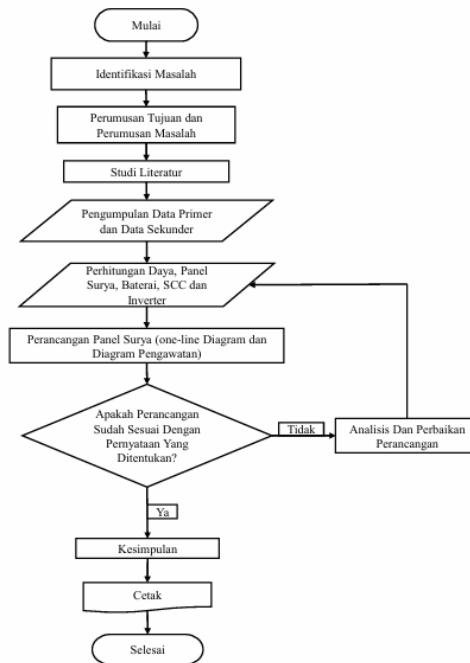 Mulai
Identifikasi Masalah
Perumusan Tujuan dan
Perumusan Masalah
Studi Literatur
Pengumpulan Data Primer
dan Data Sekunder
Perhitungan Daya, Panel
Surya, Baterai, SCC dan
Inverter
Perancangan Panel Surya (one-line Diagram dan
Diagram Pengawatan)
Apakah Perancangan
Sudah Sesuai Dengan
Pernyataan Yang
Ditentukan?
Tidak
Analisis Dan Perbaikan
Perancangan
Ya
Kesimpulan
Cetak
Selesai